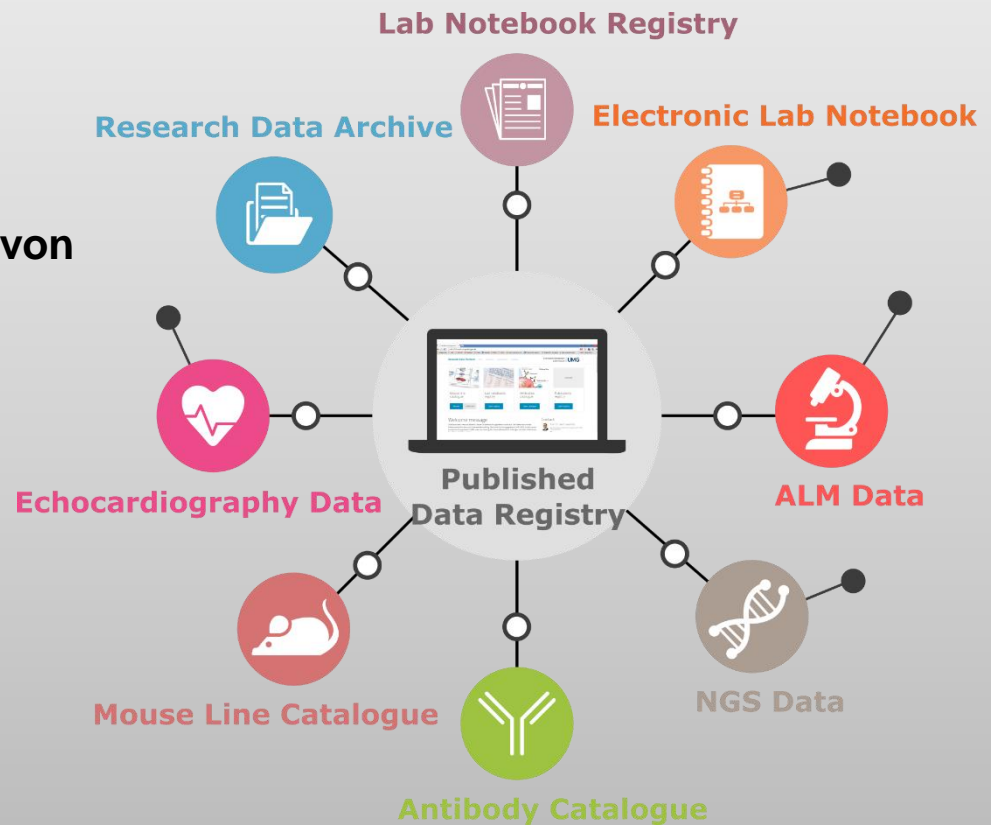 Lab Notebook Registry
Research Data Archive
Electronic Lab Notebook
von
UMG
Published
Data Registry
Echocardiography Data
ALM Data
Mouse Line Catalogue
NGS Data
Antibody Catalogue